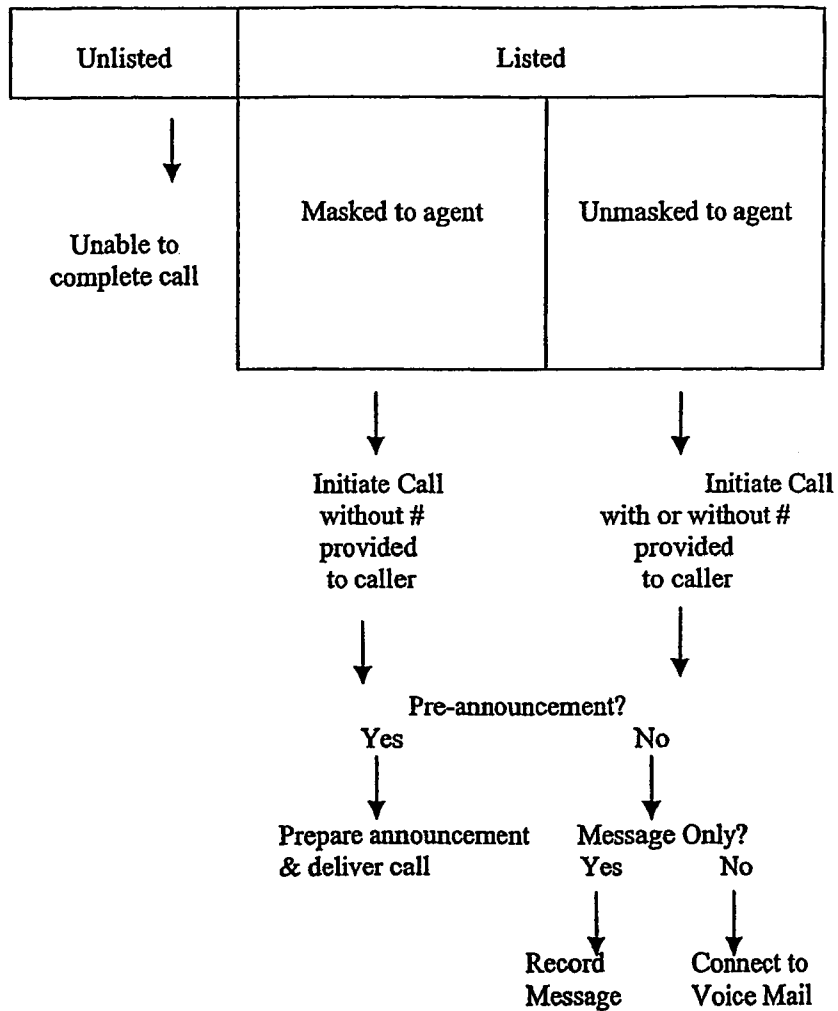 Unlisted
Listed
Masked to agent
Unmasked to agent
Unable to
complete call
Initiate Call
without #
provided
to caller
Initiate Call
with or without #
provided
to caller
Pre-announcement?
Yes
No
Prepare announcement
& deliver call
Message Only?
Yes
No
Record
Message
Connect to
Voice Mail